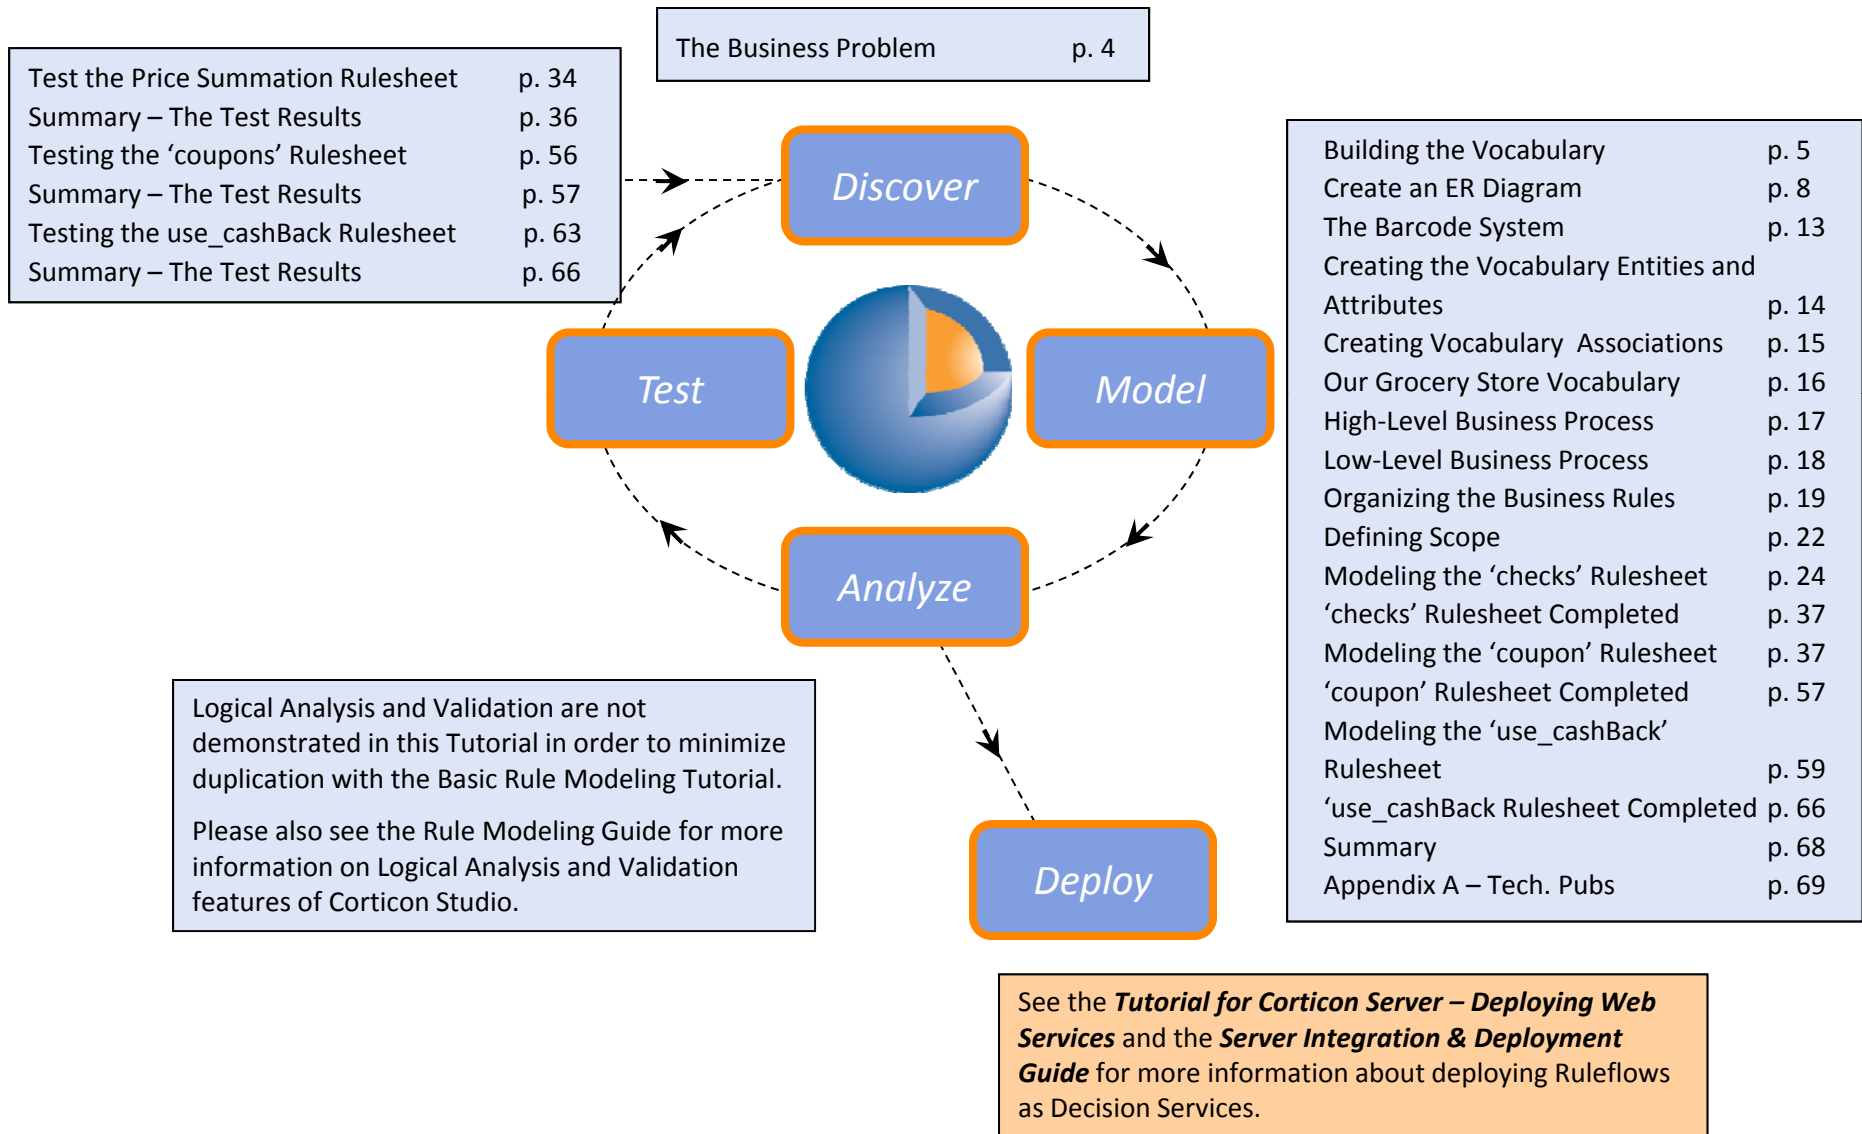 The Business Problem p. 4
Test the Price Summation Rulesheet p. 34
Summary – The Test Results p. 36
Testing the ‘coupons’ Rulesheet p. 56
Summary – The Test Results p. 57
Testing the use_cashBack Rulesheet p. 63
Summary – The Test Results p. 66
Discover
Test
Model
Analyze
Deploy
Building the Vocabulary p. 5
Create an ER Diagram p. 8
The Barcode System p. 13
Creating the Vocabulary Entities and
Attributes p. 14
Creating Vocabulary Associations p. 15
Our Grocery Store Vocabulary p. 16
High-Level Business Process p. 17
Low-Level Business Process p. 18
Organizing the Business Rules p. 19
Defining Scope p. 22
Modeling the ‘checks’ Rulesheet p. 24
‘checks’ Rulesheet Completed p. 37
Modeling the ‘coupon’ Rulesheet p. 37
‘coupon’ Rulesheet Completed p. 57
Modeling the ‘use_cashBack’
Rulesheet p. 59
‘use_cashBack Rulesheet Completed p. 66
Summary p. 68
Appendix A – Tech. Pubs p. 69
Logical Analysis and Validation are not
demonstrated in this Tutorial in order to minimize
duplication with the Basic Rule Modeling Tutorial.
Please also see the Rule Modeling Guide for more
information on Logical Analysis and Validation
features of Corticon Studio.
See the Tutorial for Corticon Server – Deploying Web
Services and the Server Integration & Deployment
Guide for more information about deploying Ruleflows
as Decision Services.